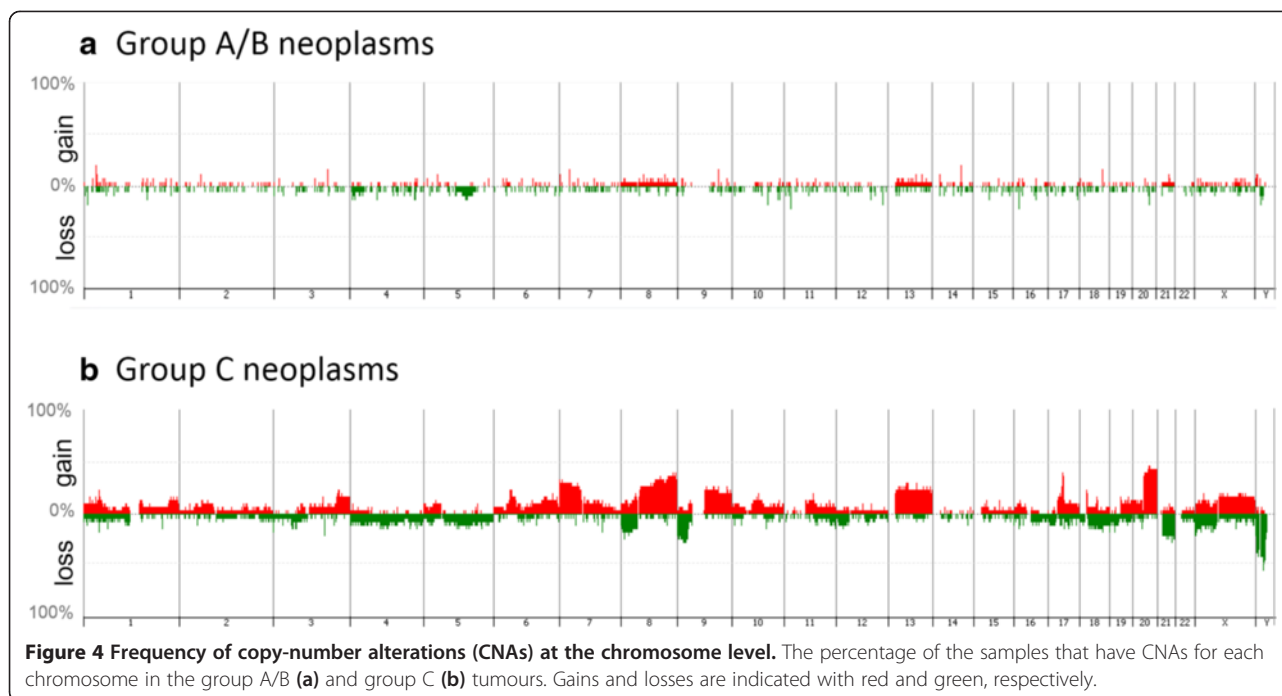 a Group A/B neoplasms
100%
gain
0%
loss
100%
1 2 3 4 5 6 7 8 9 10 11 12 13 14 15 16 17 18 19 20 21 22 X Y
b Group C neoplasms
100%
gain
0%
loss
100%
1 2 3 4 5 6 7 8 9 10 11 12 13 14 15 16 17 18 19 20 21 22 X Y
Figure 4 Frequency of copy-number alterations (CNAs) at the chromosome level. The percentage of the samples that have CNAs for each
chromosome in the group A/B (a) and group C (b) tumours. Gains and losses are indicated with red and green, respectively.